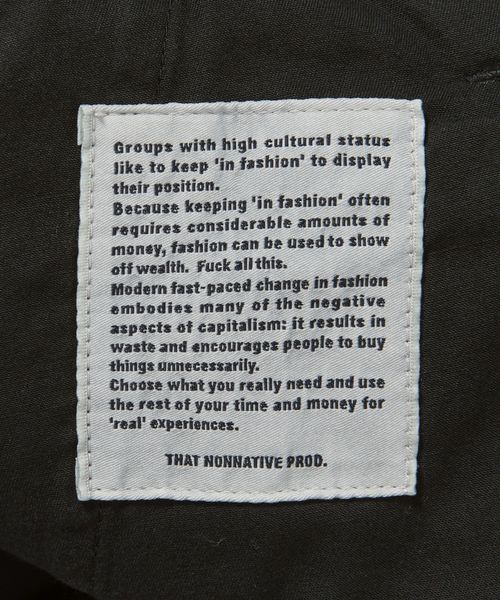 Groups with high cultural status
like to keep 'in fashion' to display
their position.
Because keeping 'in fashion' often
requires considerable amounts of
money, fashion can be used to show
off wealth. Fuck all this.
Modern fast-paced change in fashion
embodies many of the negative
aspects of capitalism: it results in
waste and encourages people to buy
things unnecessarily.
Choose what you really need and use
the rest of your time and money for
'real' experiences.
THAT NONNATIVE PROD.